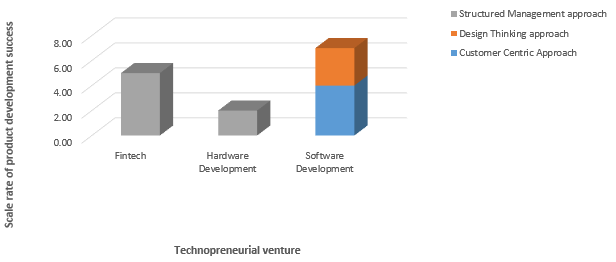 Scale rate of product development success
8.00
6.00
4.00
2.00
0.00
Fintech
Hardware
Development
Software
Development
Technopreneurial venture
Structured Management approach
Design Thinking approach
Customer Centric Approach